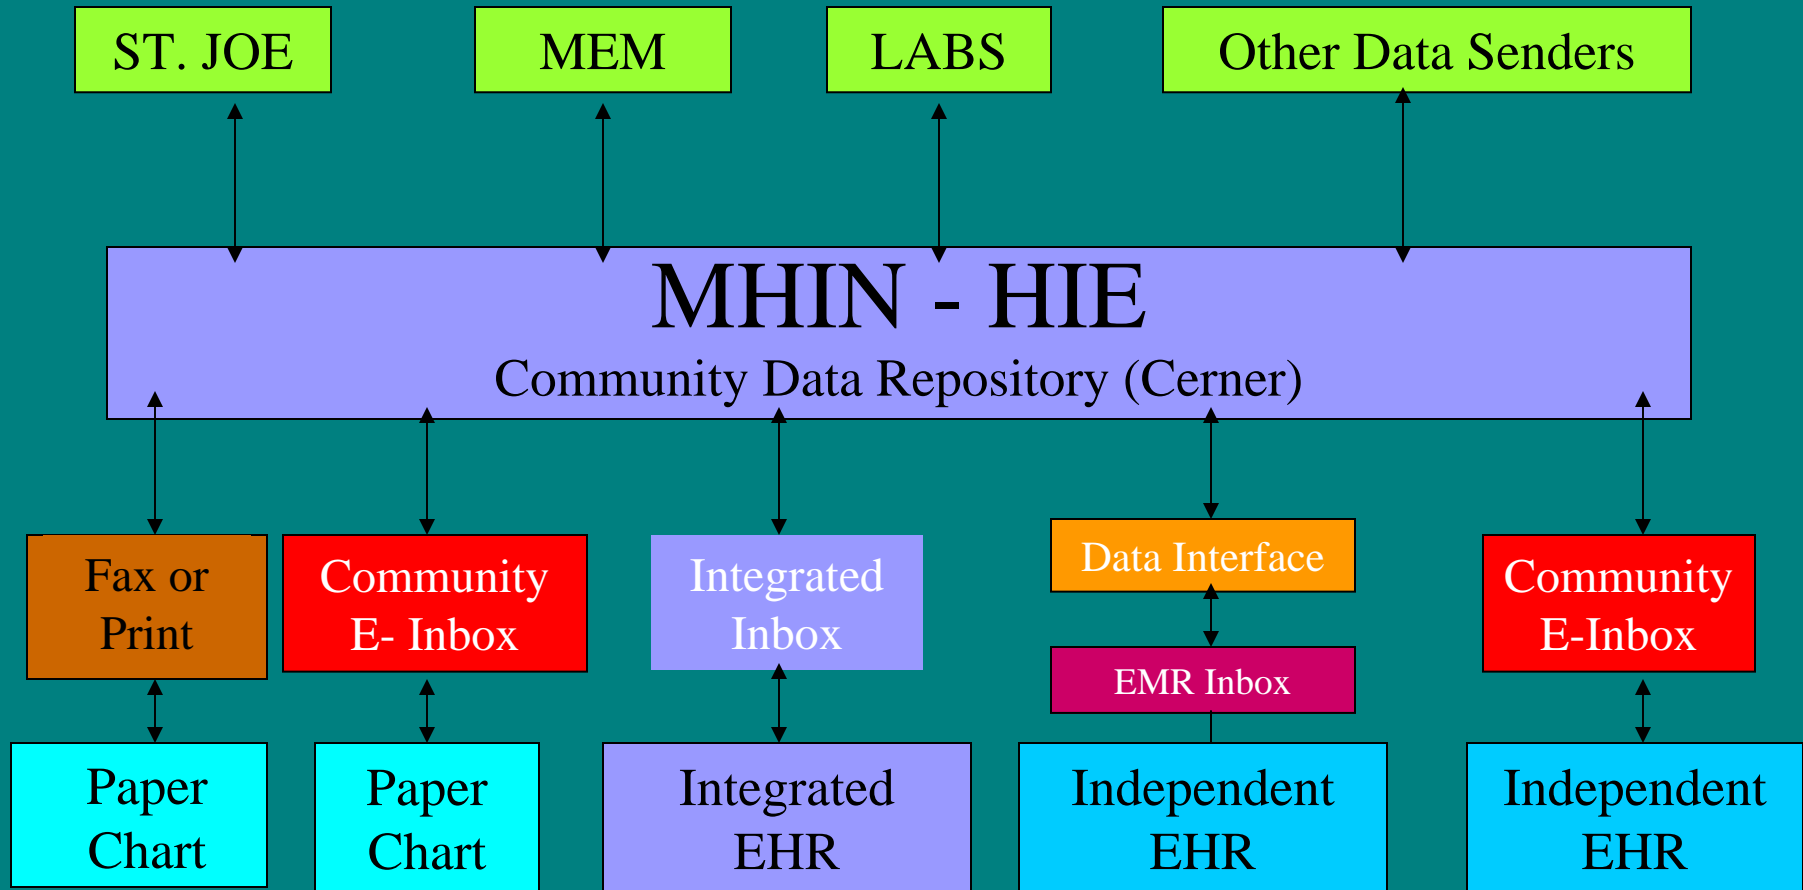 ST. JOE
MEM
LABS
Other Data Senders
MHIN - HIE
Community Data Repository (Cerner)
Fax or
Print
Community
E- Inbox
Integrated
Inbox
Data Interface
EMR Inbox
Community
E-Inbox
Paper
Chart
Paper
Chart
Integrated
EHR
Independent
EHR
Independent
EHR